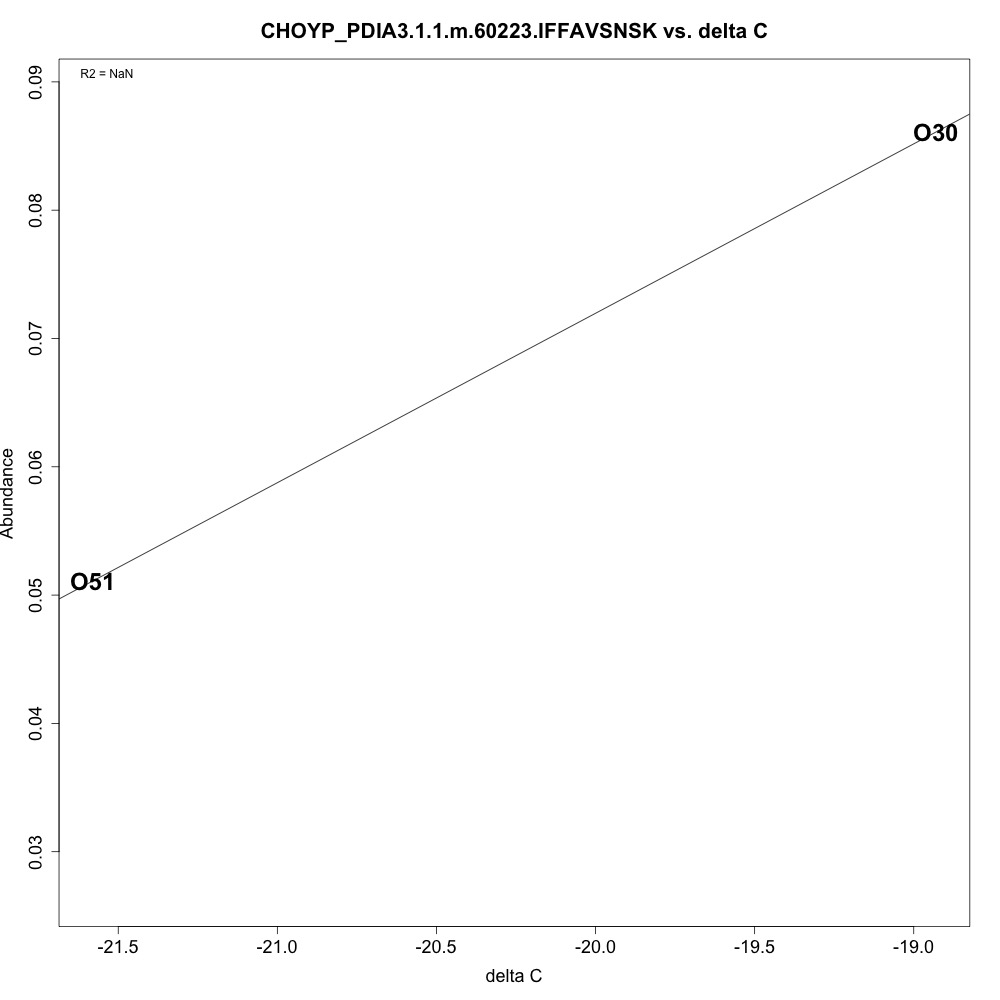 CHOYP_PDIA3.1.1.m.60223.IFFAVSNSK vs. delta C
R2 = NaN
0.09
0.08
0.07
0.06
0.05
0.04
0.03
Abundance
O30
O51
-21.5 -21.0 -20.5 -20.0 -19.5 -19.0
delta C